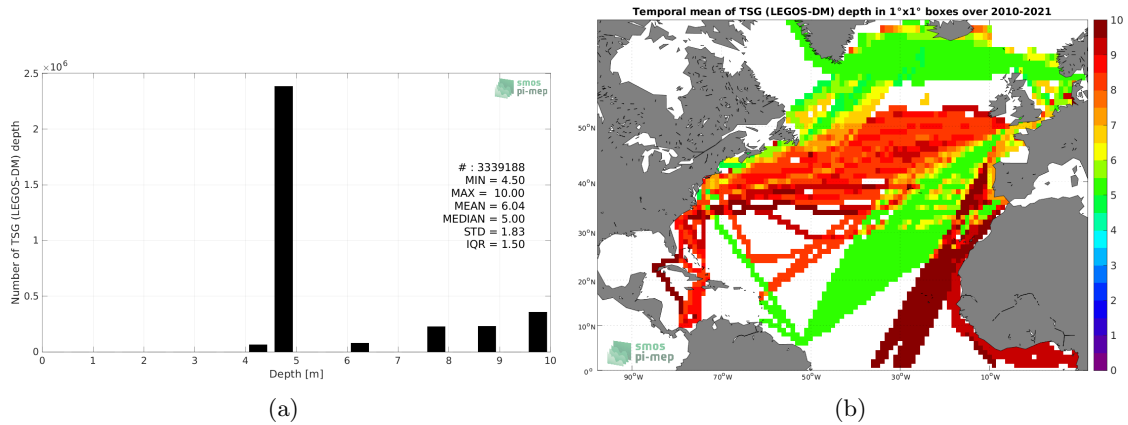 Temporal mean of TSG (LEGOS-DM) depth in 1°x1° boxes over 2010-2021
2.5
×10⁶
2
1.5
1
0.5
0
Number of TSG (LEGOS-DM) depth
smos
pi-mep
# : 3339188
MIN = 4.50
MAX = 10.00
MEAN = 6.04
MEDIAN = 5.00
STD = 1.83
IQR = 1.50
0 1 2 3 4 5 6 7 8 9 10
Depth [m]
(a)
50°N
40°N
30°N
20°N
10°N
0°
90°W 70°W 50°W 30°W 10°W
smos
pi-mep
10
9
8
7
6
5
4
3
2
1
0
(b)